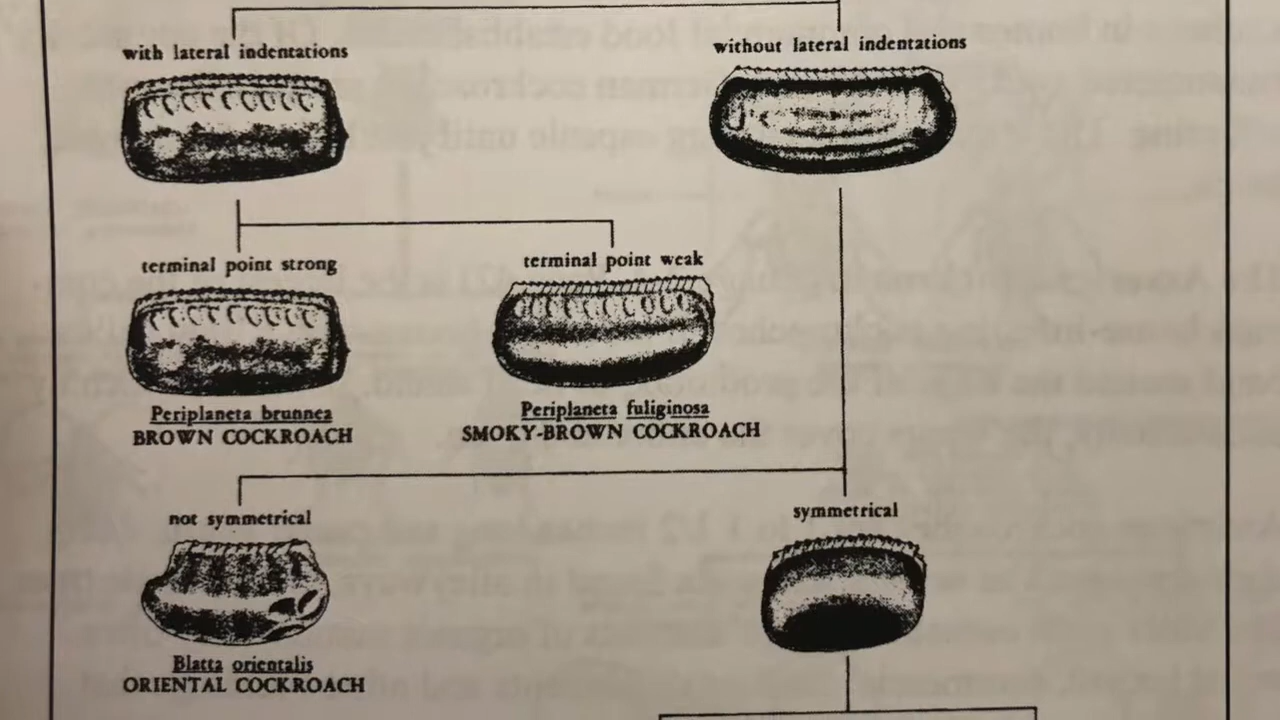 with lateral indentations
without lateral indentations
terminal point strong
terminal point weak
Periplaneta brunnea
BROWN COCKROACH
Periplaneta fuliginosa
SMOKY-BROWN COCKROACH
not symmetrical
symmetrical
Blatta orientalis
ORIENTAL COCKROACH